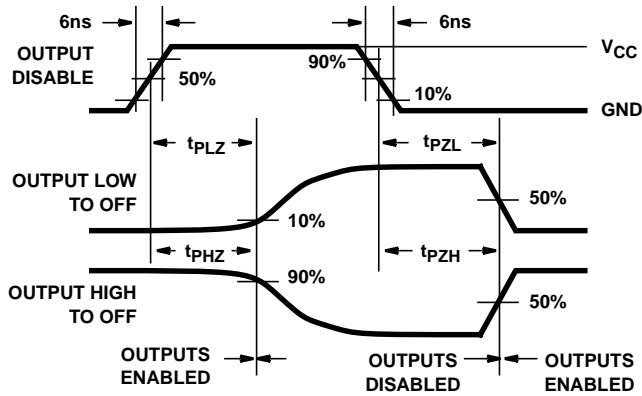 6ns
6ns
OUTPUT
DISABLE
50%
90%
10%
VCC
GND
tPLZ
tPZL
OUTPUT LOW
TO OFF
10%
50%
tPHZ
tPZH
OUTPUT HIGH
TO OFF
90%
50%
OUTPUTS
ENABLED
OUTPUTS
DISABLED
OUTPUTS
ENABLED